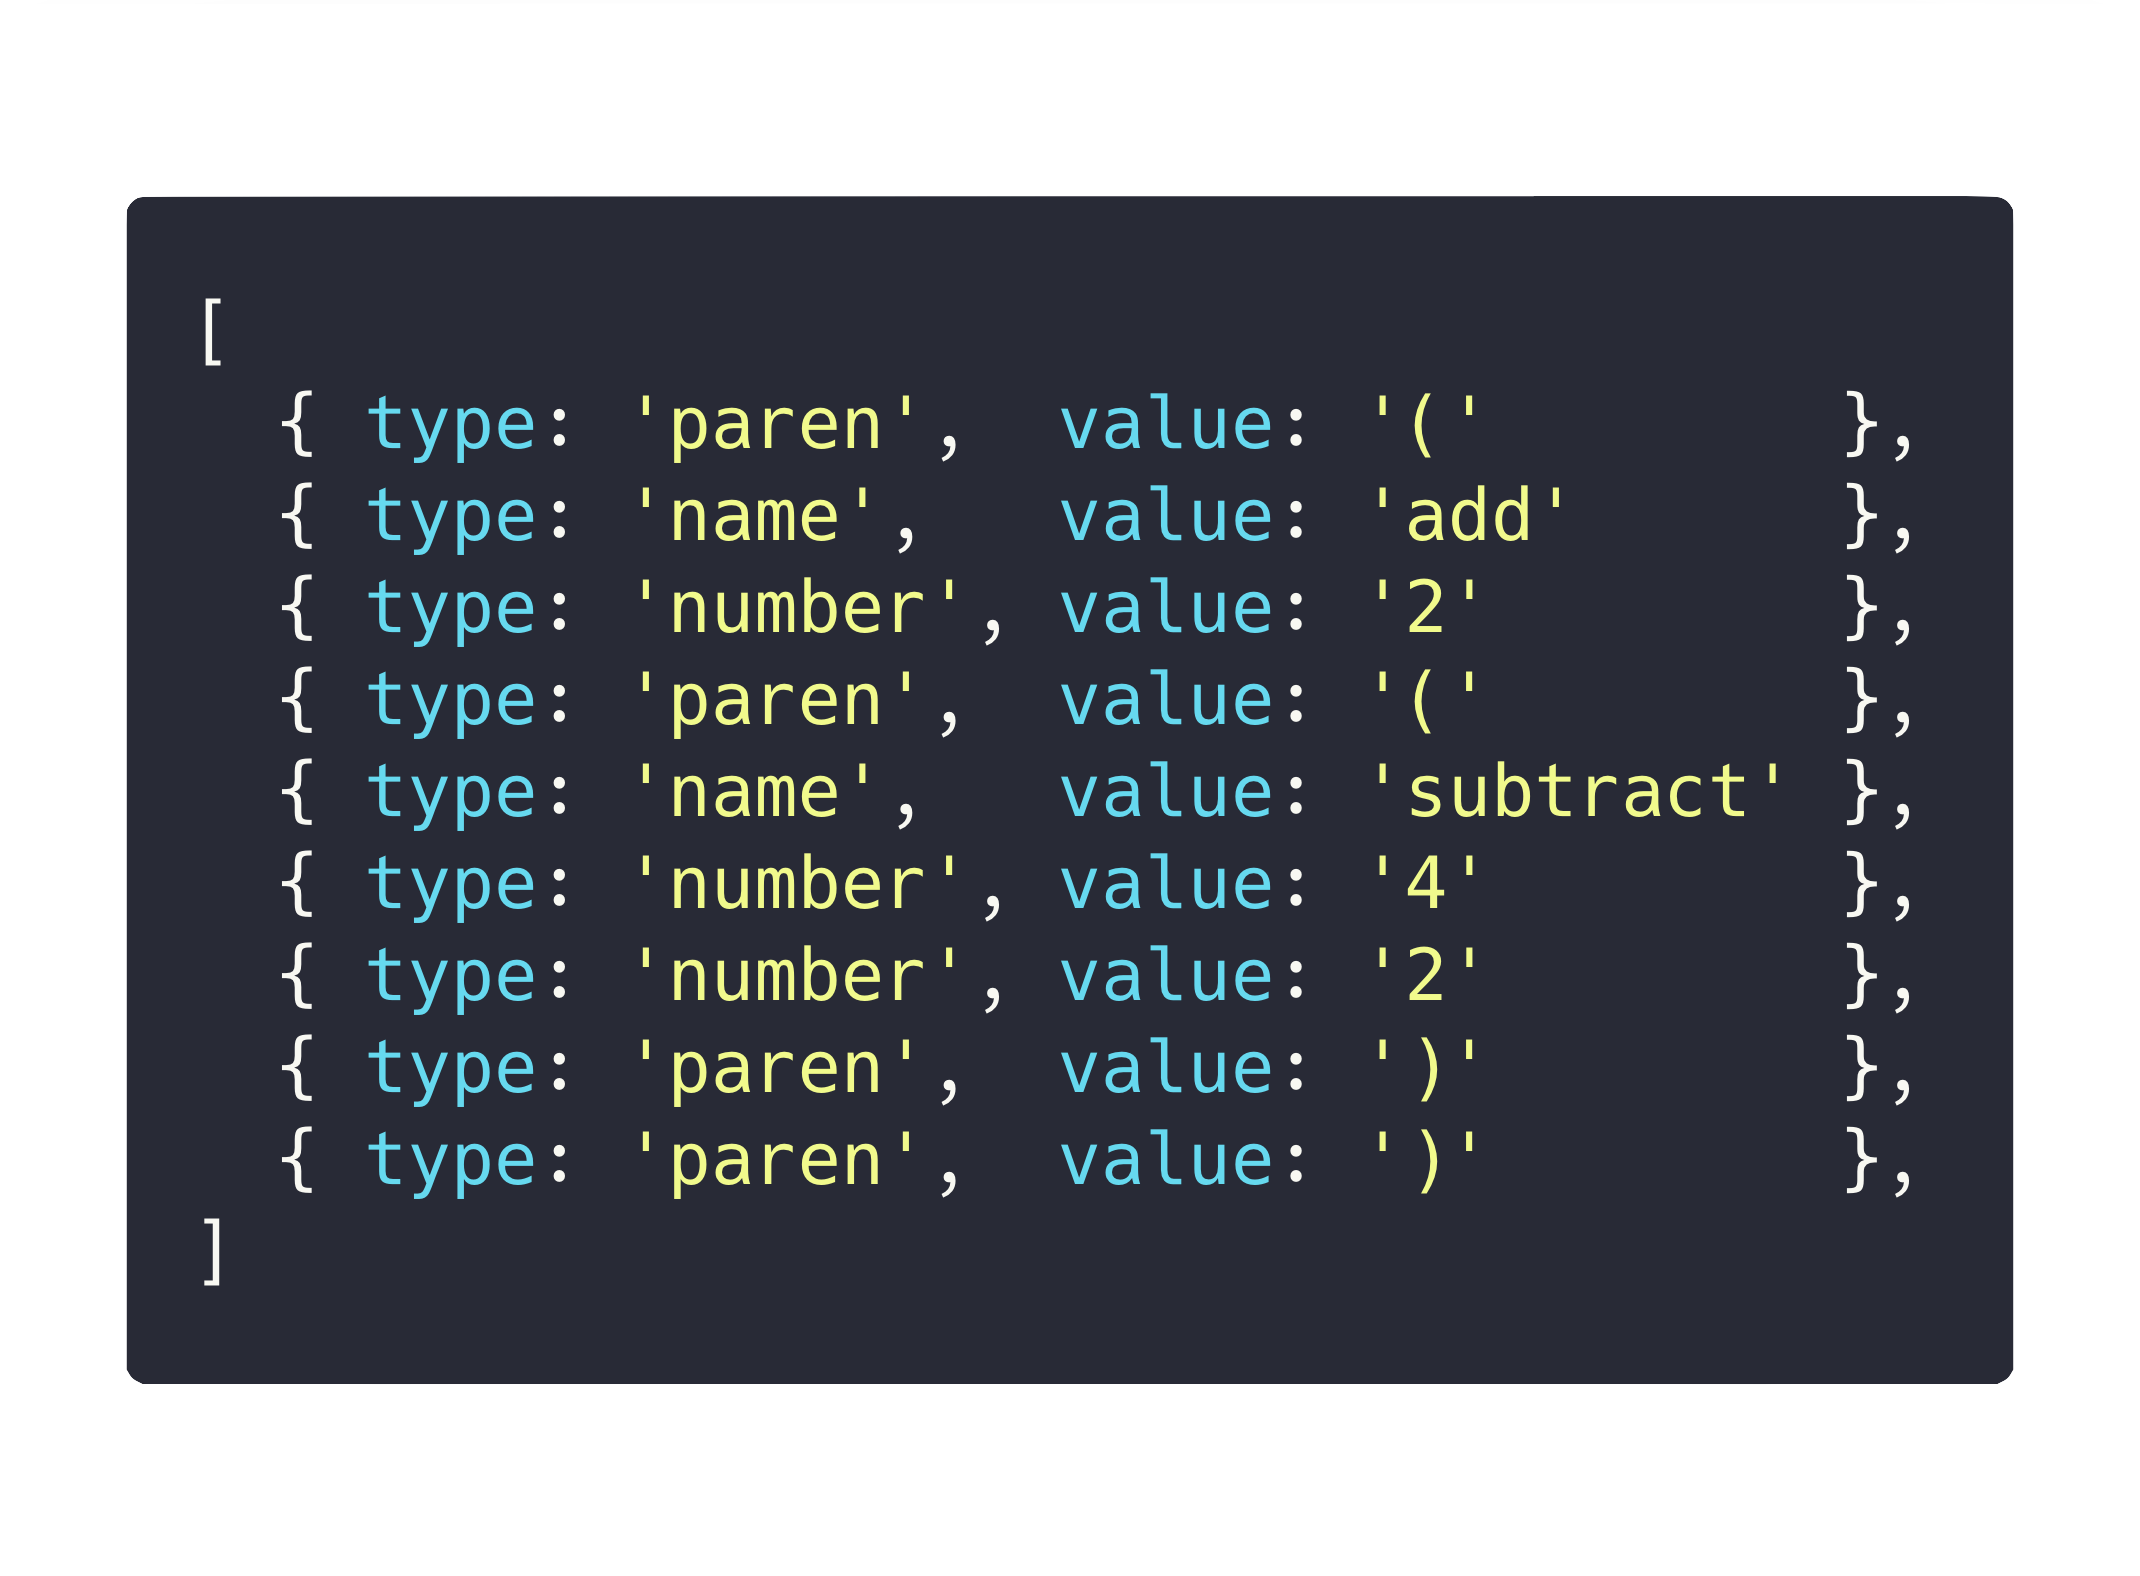 [
  { type: 'paren',  value: '('        },
  { type: 'name',   value: 'add'      },
  { type: 'number', value: '2'        },
  { type: 'paren',  value: '('        },
  { type: 'name',   value: 'subtract' },
  { type: 'number', value: '4'        },
  { type: 'number', value: '2'        },
  { type: 'paren',  value: ')'        },
  { type: 'paren',  value: ')'        },
]